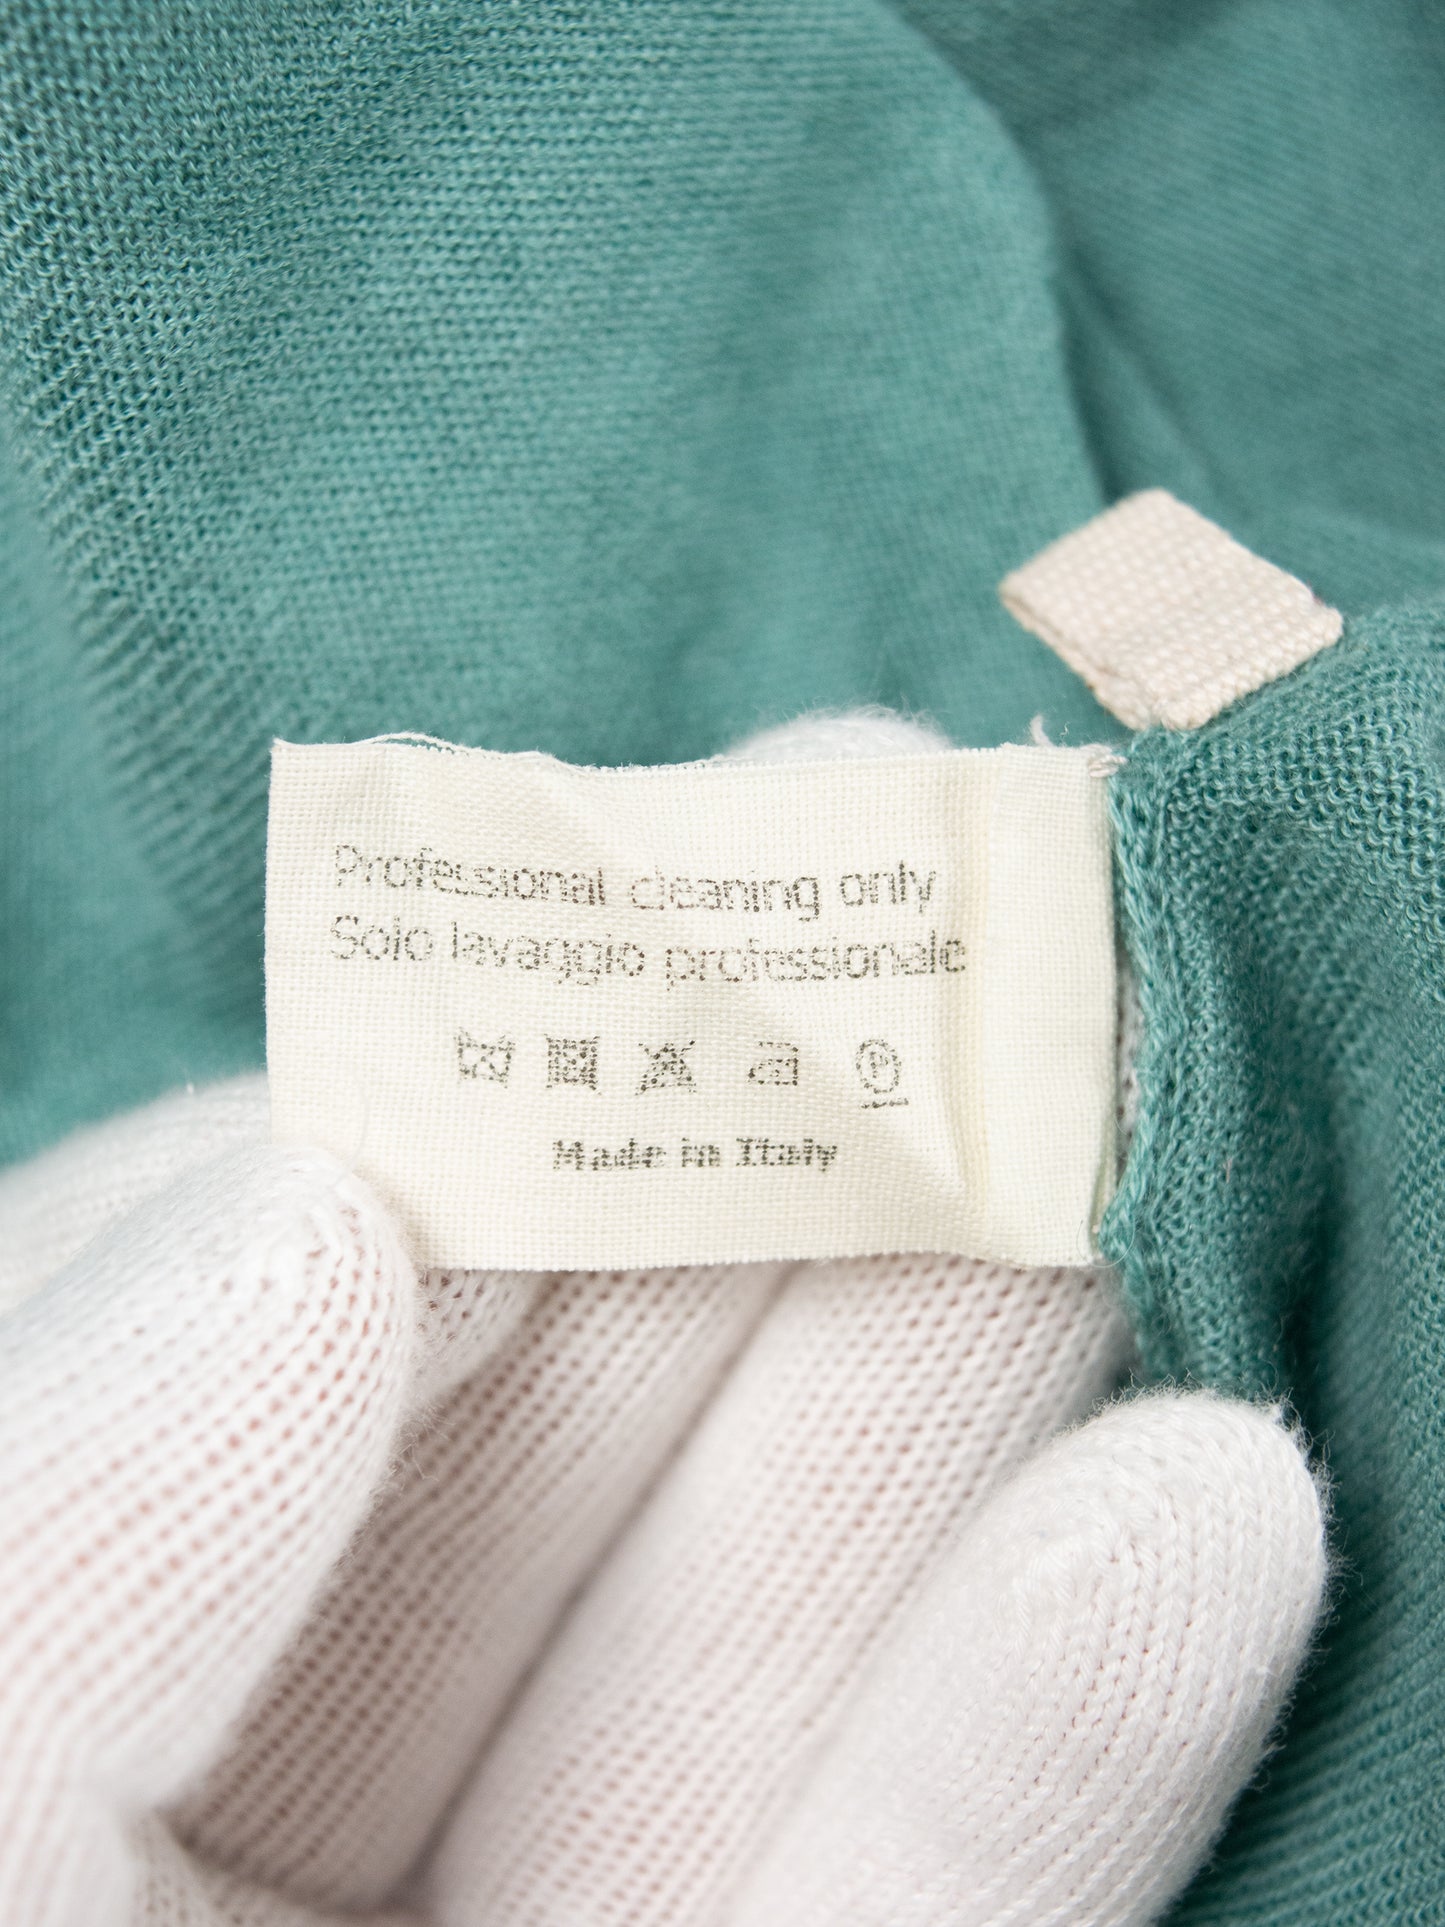 Professional cleaning only
Solo lavaggio professionale
P
Made in Italy